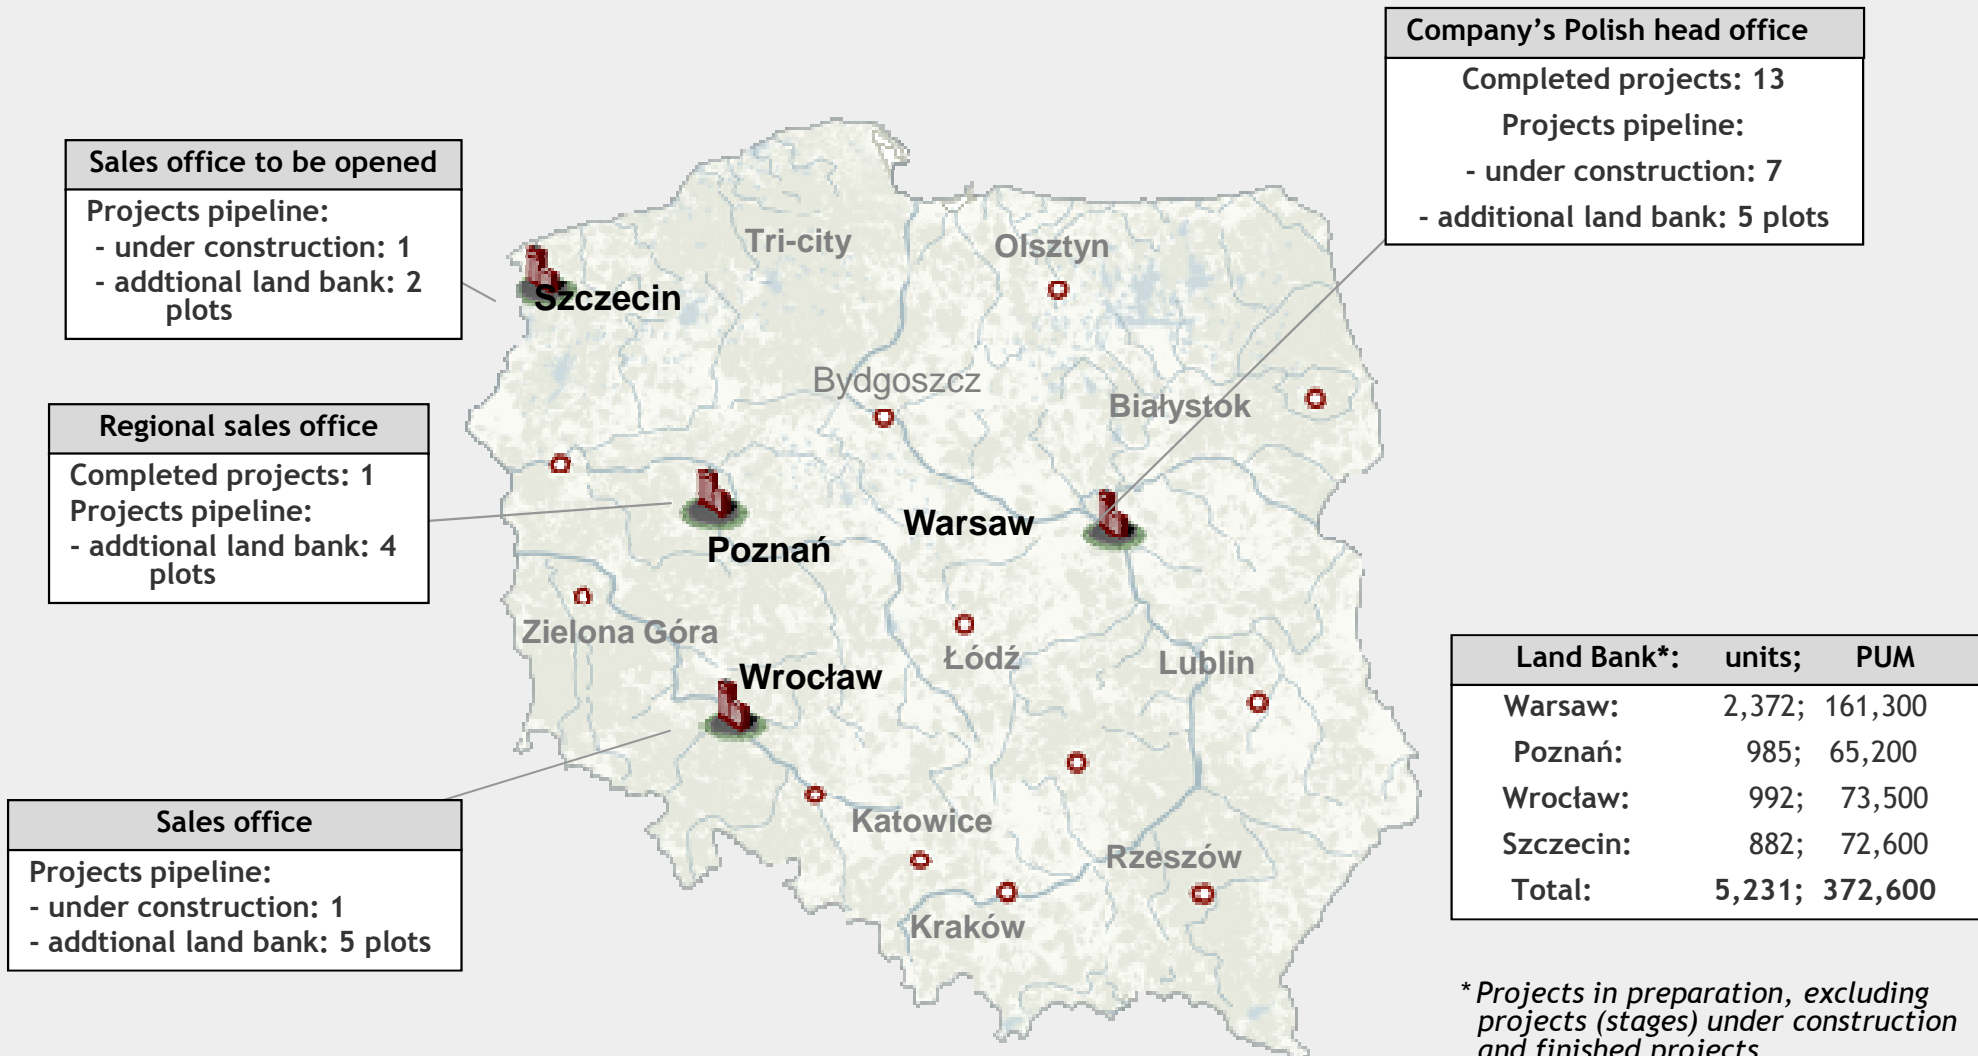 Company’s Polish head office
Completed projects: 13
Projects pipeline:
- under construction: 7
- additional land bank: 5 plots
Sales office to be opened
Projects pipeline:
- under construction: 1
- addtional land bank: 2
plots
Regional sales office
Completed projects: 1
Projects pipeline:
- addtional land bank: 4
plots
Sales office
Projects pipeline:
- under construction: 1
- addtional land bank: 5 plots
Tri-city
Olsztyn
Szczecin
Bydgoszcz
Białystok
Warsaw
Poznań
Zielona Góra
Łódź
Lublin
Wrocław
Katowice
Rzeszów
Kraków
Land Bank*: units; PUM
Warsaw: 2,372; 161,300
Poznań: 985; 65,200
Wrocław: 992; 73,500
Szczecin: 882; 72,600
Total: 5,231; 372,600
* Projects in preparation, excluding
projects (stages) under construction
and finished projects